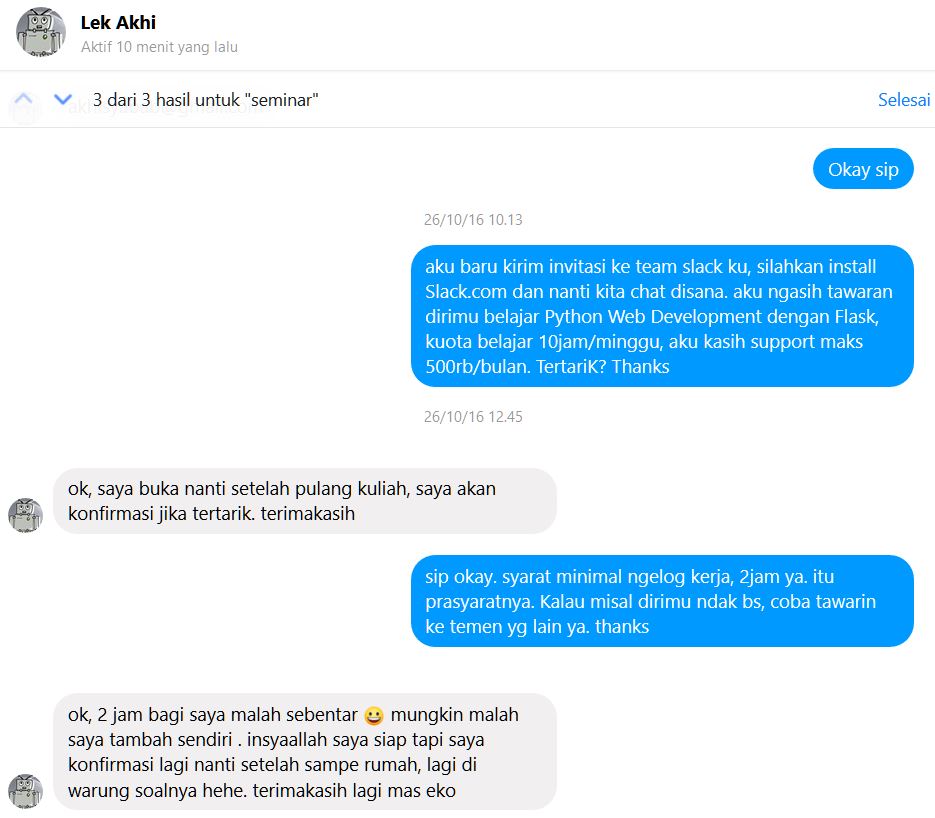 Lek Akhi
Aktif 10 menit yang lalu
3 dari 3 hasil untuk "seminar"
Selesai
Okay sip
26/10/16 10.13
aku baru kirim invitasi ke team slack ku, silahkan install
Slack.com dan nanti kita chat disana. aku ngasih tawaran
dirimu belajar Python Web Development dengan Flask,
kuota belajar 10jam/minggu, aku kasih support maks
500rb/bulan. TertariK? Thanks
26/10/16 12.45
ok, saya buka nanti setelah pulang kuliah, saya akan
konfirmasi jika tertarik. terimakasih
sip okay. syarat minimal ngelog kerja, 2jam ya. itu
prasyaratnya. Kalau misal dirimu ndak bs, coba tawarin
ke temen yg lain ya. thanks
ok, 2 jam bagi saya malah sebentar 😀 mungkin malah
saya tambah sendiri . insyaallah saya siap tapi saya
konfirmasi lagi nanti setelah sampe rumah, lagi di
warung soalnya hehe. terimakasih lagi mas eko